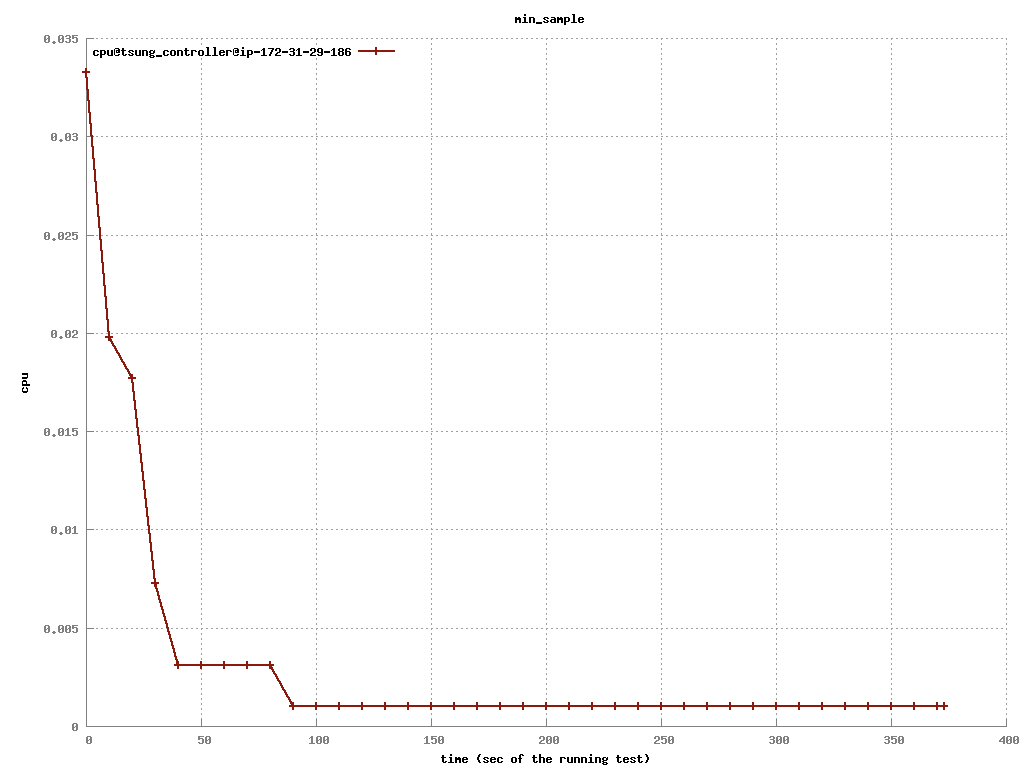 min_sample
0.035
cpu@tsung_controller@ip-172-31-29-186
0.03
0.025
0.02
cpu
0.015
0.01
0.005
0
0 50 100 150 200 250 300 350 400
time (sec of the running test)